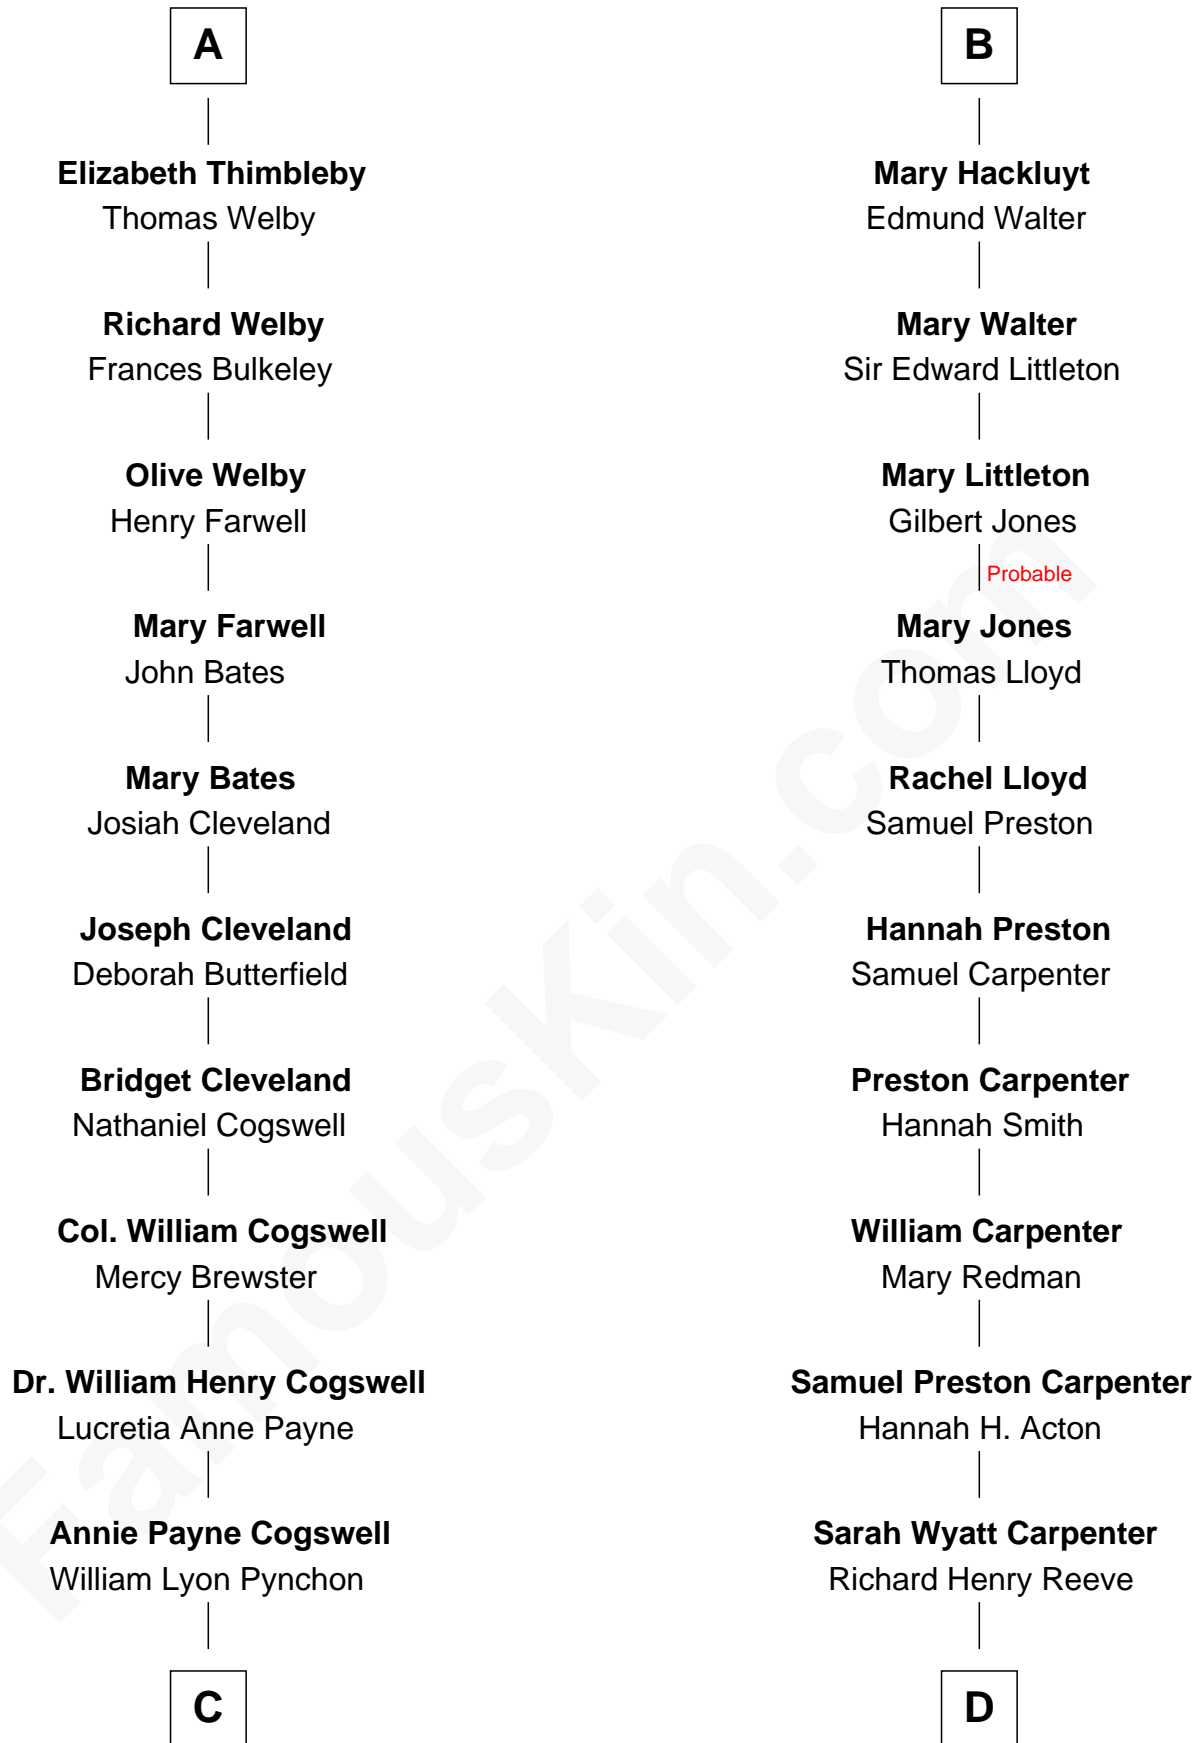 A
Elizabeth Thimbleby
Thomas Welby
Richard Welby
Frances Bulkeley
Olive Welby
Henry Farwell
Mary Farwell
John Bates
Mary Bates
Josiah Cleveland
Joseph Cleveland
Deborah Butterfield
Bridget Cleveland
Nathaniel Cogswell
Col. William Cogswell
Mercy Brewster
Dr. William Henry Cogswell
Lucretia Anne Payne
Annie Payne Cogswell
William Lyon Pynchon
C
B
Mary Hackluyt
Edmund Walter
Mary Walter
Sir Edward Littleton
Mary Littleton
Gilbert Jones
Probable
Mary Jones
Thomas Lloyd
Rachel Lloyd
Samuel Preston
Hannah Preston
Samuel Carpenter
Preston Carpenter
Hannah Smith
William Carpenter
Mary Redman
Samuel Preston Carpenter
Hannah H. Acton
Sarah Wyatt Carpenter
Richard Henry Reeve
D
FamousKin.com